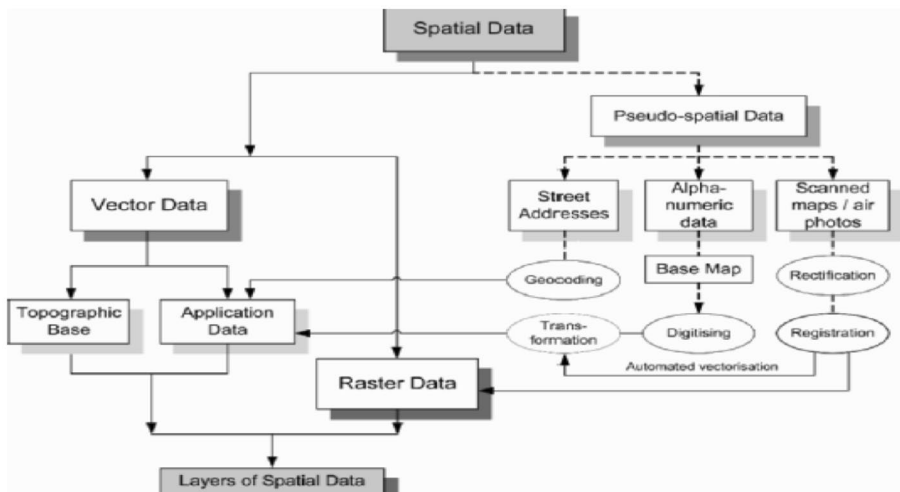 Spatial Data
Pseudo-spatial Data
Vector Data
Street
Addresses
Alpha-
numeric
data
Scanned
maps / air
photos
Geocoding
Base Map
Rectification
Topographic
Base
Application
Data
Trans-
formation
Digitising
Registration
Automated vectorisation
Raster Data
Layers of Spatial Data